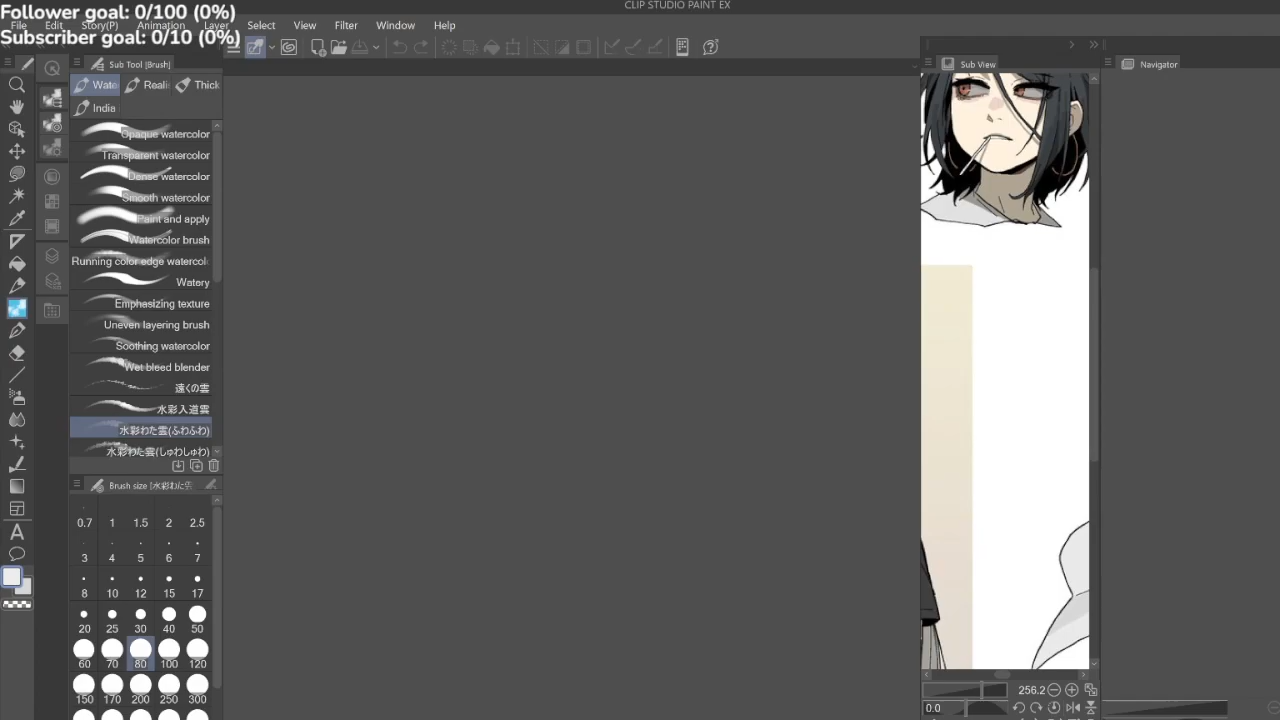 CLIP STUDIO PAINT EX
Follower goal: 0/100 (0%)
File Edit Story(P) Animation Layer Select View Filter Window Help
Subscriber goal: 0/10 (0%)
Sub Tool [Brush]
Sub View
Navigator
Wate Reali Thick
India
Opaque watercolor
Transparent watercolor
Dense watercolor
Smooth watercolor
Paint and apply
Watercolor brush
Running color edge watercol
Watery
Emphasizing texture
Uneven layering brush
Soothing watercolor
Wet bleed blender
遠くの雲
水彩入道雲
水彩わた雲(ふわふわ)
水彩わた雲(しゅわしゅわ)
Brush size [水彩わた雲
0.7 1 1.5 2 2.5
3 4 5 6 7
8 10 12 15 17
20 25 30 40 50
60 70 80 100 120
150 170 200 250 300
256.2
0.0